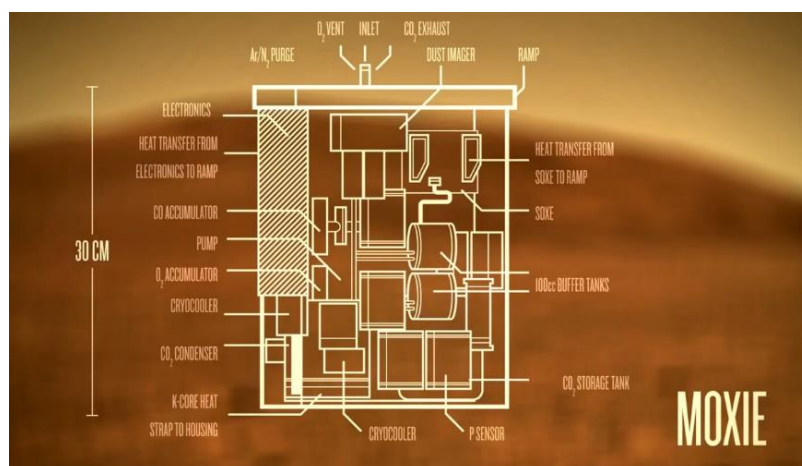 O₂ VENT INLET CO₂ EXHAUST
Ar/N₂ PURGE
DUST IMAGER
RAMP
ELECTRONICS
HEAT TRANSFER FROM
ELECTRONICS TO RAMP
HEAT TRANSFER FROM
SOXE TO RAMP
CO ACCUMULATOR
SOXE
PUMP
30 CM
O₂ ACCUMULATOR
100cc BUFFER TANKS
CRYOCOOLER
CO₂ CONDENSER
CO₂ STORAGE TANK
K-CORE HEAT
STRAP TO HOUSING
CRYOCOOLER
P SENSOR
MOXIE